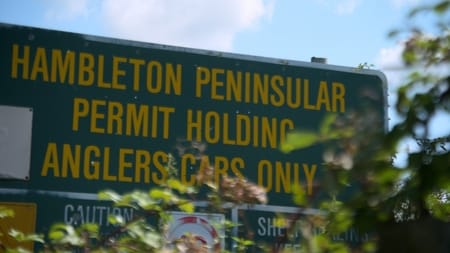 HAMBLETON PENINSULAR
PERMIT HOLDING
ANGLERS CARS ONLY
CAUTION